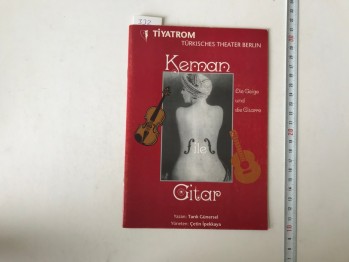 TİYATROM
TÜRKISCHES THEATER BERLIN
Keman
Die Geige
und
die Gitarre
ile
Gitar
Yazan: Tarık Günersel
Yöneten: Çetin İpekkaya